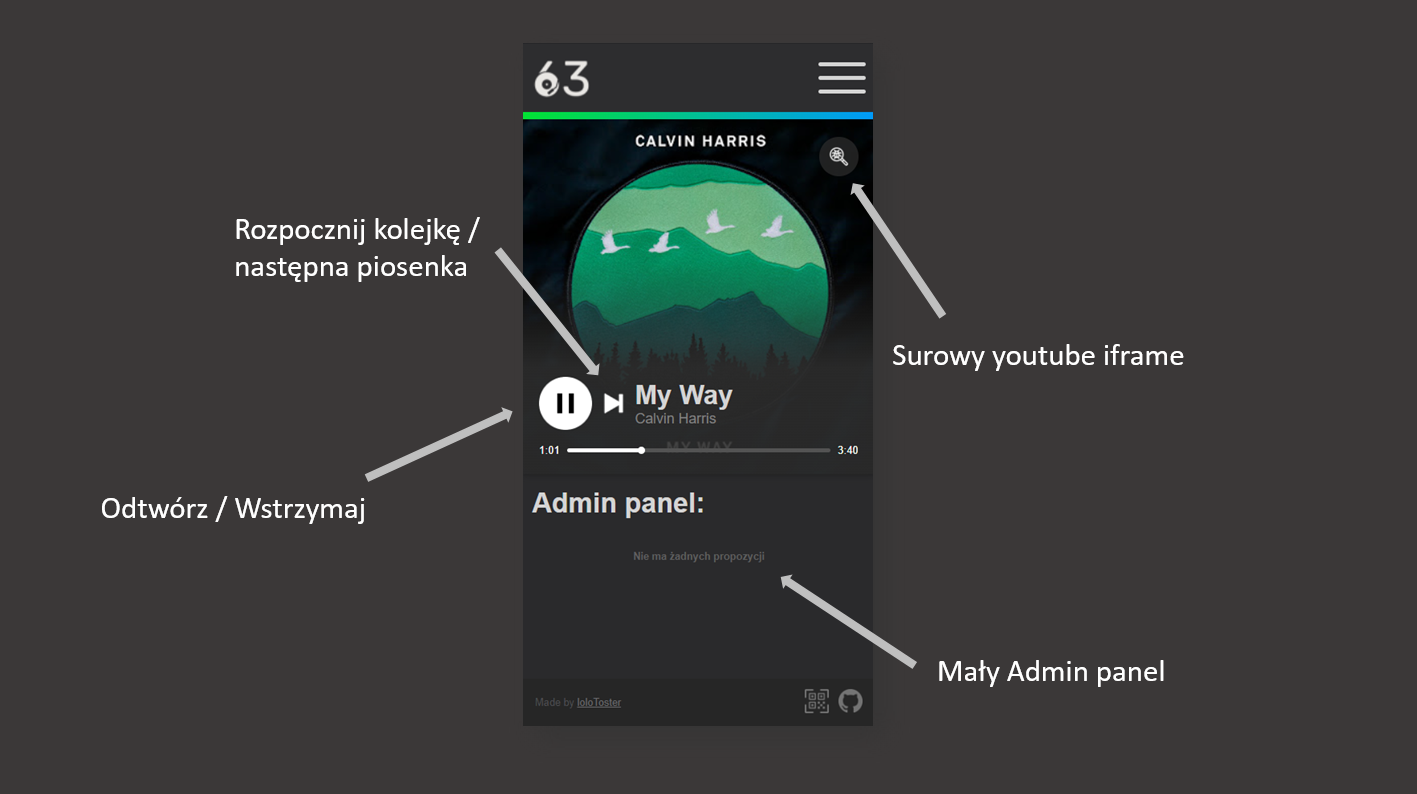 63
CALVIN HARRIS
Rozpocznij kolejkę /
następna piosenka
Surowy youtube iframe
My Way
Calvin Harris
MY WAY
1:01
3:40
Odtwórz / Wstrzymaj
Admin panel:
Nie ma żadnych propozycji
Mały Admin panel
Made by loloToster